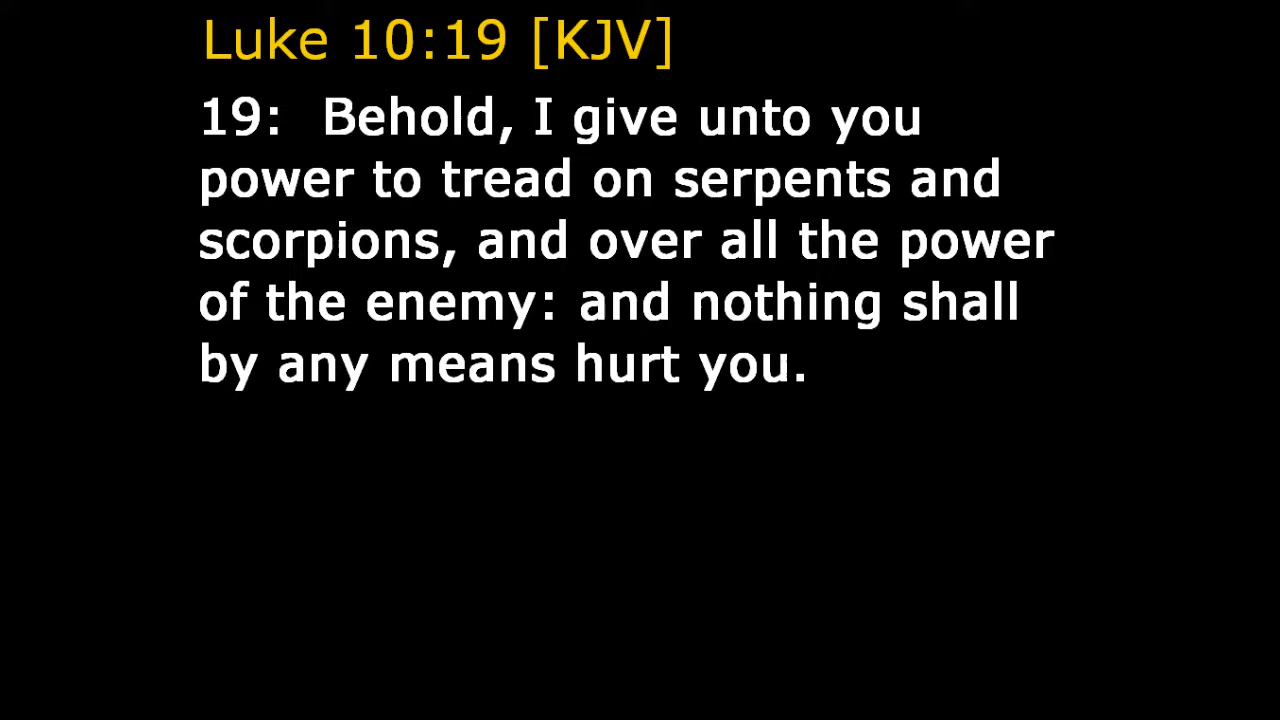 Luke 10:19 [KJV]
19: Behold, I give unto you
power to tread on serpents and
scorpions, and over all the power
of the enemy: and nothing shall
by any means hurt you.